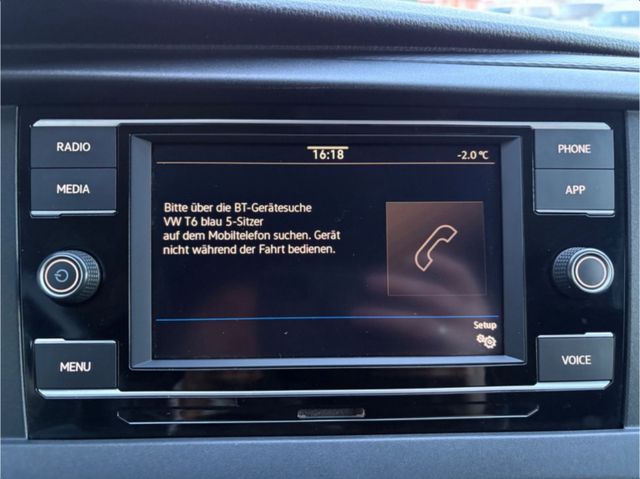 RADIO
MEDIA
MENU
16:18
-2.0 °C
Bitte über die BT-Gerätesuche
VW T6 blau 5-Sitzer
auf dem Mobiltelefon suchen. Gerät
nicht während der Fahrt bedienen.
Setup
PHONE
APP
VOICE